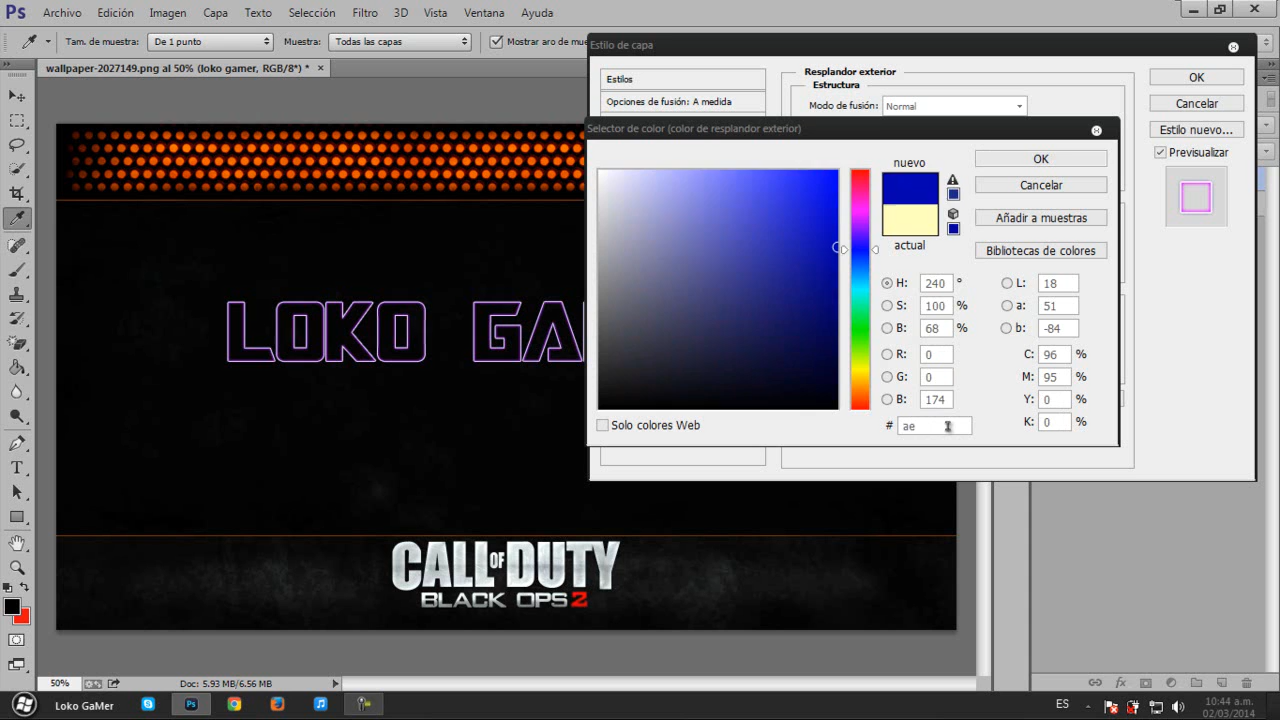 Ps Archivo Edición Imagen Capa Texto Selección Filtro 3D Vista Ventana Ayuda
Tam. de muestra: De 1 punto Muestra: Todas las capas Mostrar aro de mue
wallpaper-2027149.png al 50% (loko gamer, RGB/8*) * ×
Estilo de capa
Estilos
Opciones de fusión: A medida
Resplandor exterior
Estructura
Modo de fusión: Normal
OK
Cancelar
Estilo nuevo...
Previsualizar
Selector de color (color de resplandor exterior)
nuevo
actual
OK
Cancelar
Añadir a muestras
Bibliotecas de colores
H: 240 °
S: 100 %
B: 68 %
R: 0
G: 0
B: 174
# ae
L: 18
a: 51
b: -84
C: 96 %
M: 95 %
Y: 0 %
K: 0 %
Solo colores Web
LOKO GA
CALL OF DUTY
BLACK OPS 2
50% Doc: 5.93 MB/6.56 MB
fx
Loko GaMer
Ps
ES
10:44 a.m.
02/03/2014